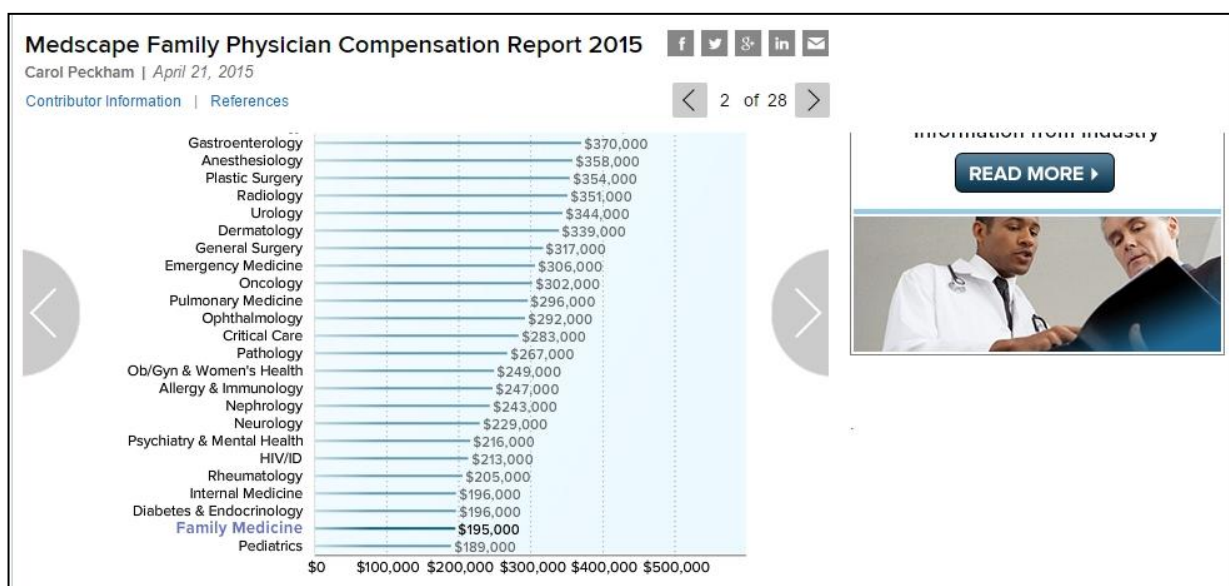 Medscape Family Physician Compensation Report 2015
Carol Peckham | April 21, 2015
Contributor Information | References
2 of 28
Information from Industry
READ MORE
Gastroenterology $370,000
Anesthesiology $358,000
Plastic Surgery $354,000
Radiology $351,000
Urology $344,000
Dermatology $339,000
General Surgery $317,000
Emergency Medicine $306,000
Oncology $302,000
Pulmonary Medicine $296,000
Ophthalmology $292,000
Critical Care $283,000
Pathology $267,000
Ob/Gyn & Women's Health $249,000
Allergy & Immunology $247,000
Nephrology $243,000
Neurology $229,000
Psychiatry & Mental Health $216,000
HIV/ID $213,000
Rheumatology $205,000
Internal Medicine $196,000
Diabetes & Endocrinology $196,000
Family Medicine $195,000
Pediatrics $189,000
$0 $100,000 $200,000 $300,000 $400,000 $500,000